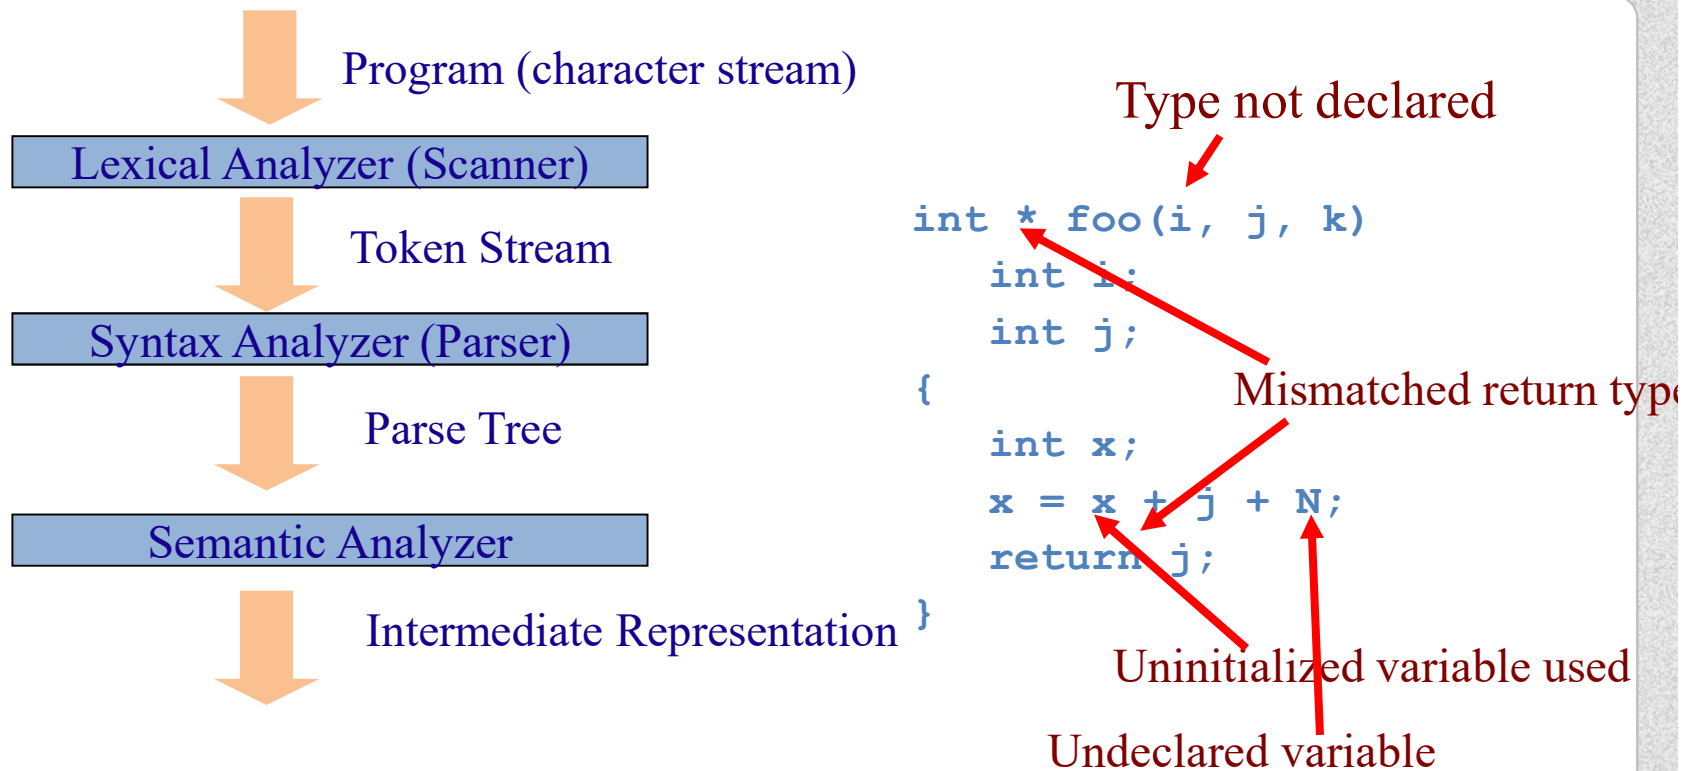 Program (character stream)
Lexical Analyzer (Scanner)
Token Stream
Syntax Analyzer (Parser)
Parse Tree
Semantic Analyzer
Intermediate Representation
Type not declared
int * foo(i, j, k)
int i;
int j;
{
Mismatched return type
int x;
x = x + j + N;
return j;
}
Uninitialized variable used
Undeclared variable